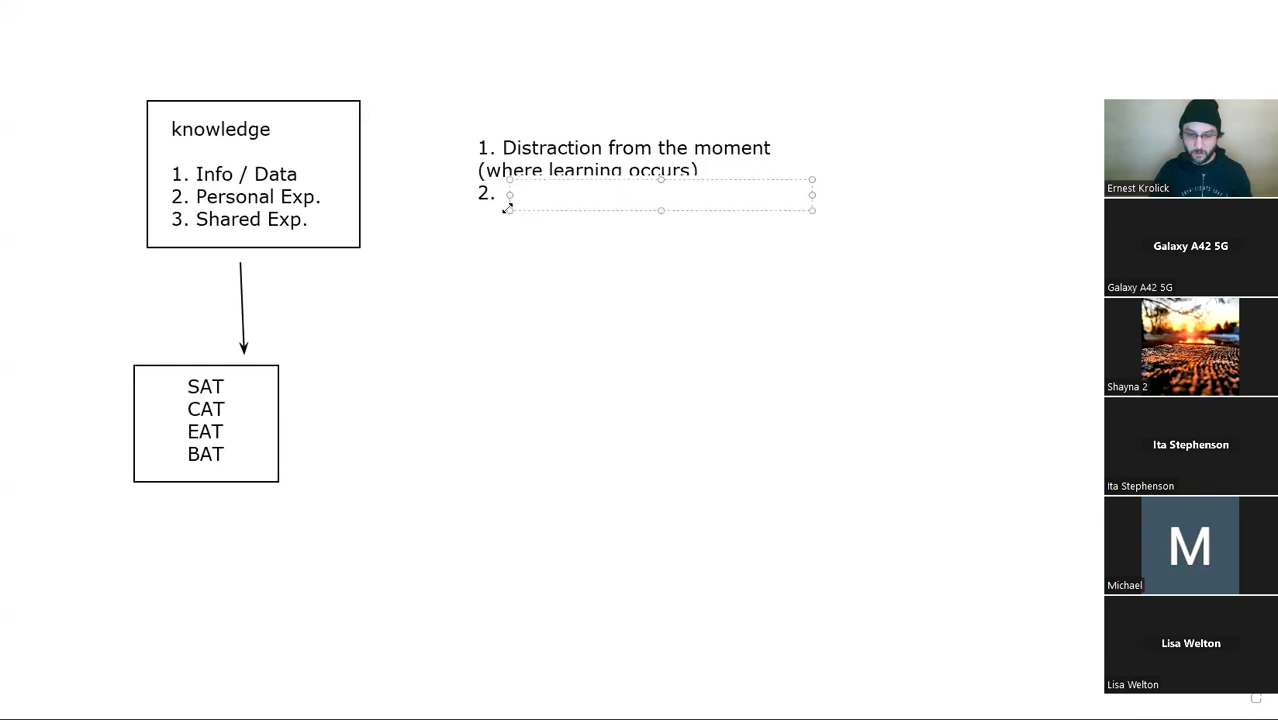 knowledge
1. Info / Data
2. Personal Exp.
3. Shared Exp.
SAT
CAT
EAT
BAT
1. Distraction from the moment
(where learning occurs)
2.
Ernest Krolick
Galaxy A42 5G
Galaxy A42 5G
Shayna 2
Ita Stephenson
Ita Stephenson
M
Michael
Lisa Welton
Lisa Welton